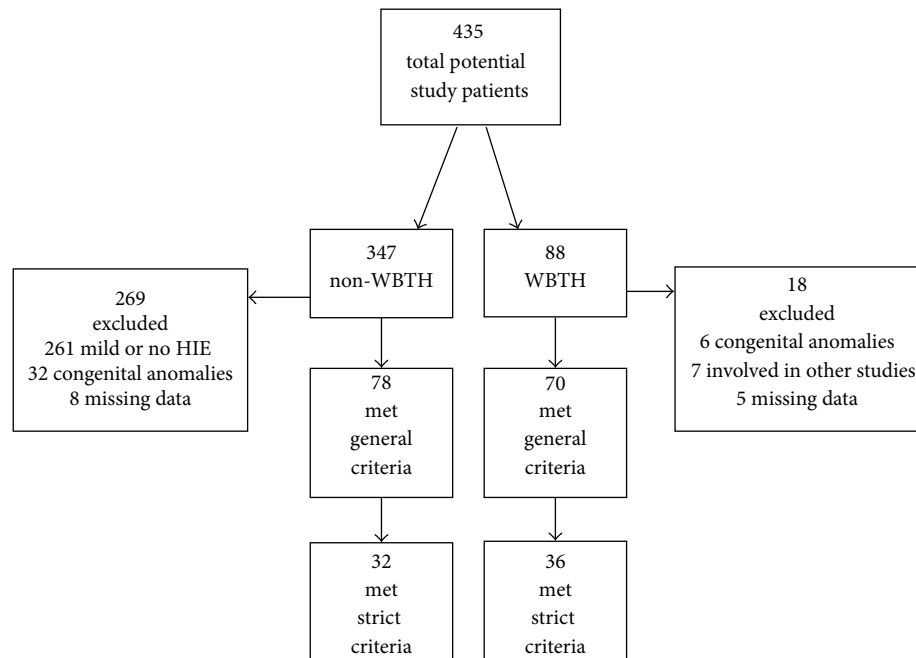 435
total potential
study patients
347
non-WBTH
88
WBTH
269
excluded
261 mild or no HIE
32 congenital anomalies
8 missing data
18
excluded
6 congenital anomalies
7 involved in other studies
5 missing data
78
met
general
criteria
70
met
general
criteria
32
met
strict
criteria
36
met
strict
criteria